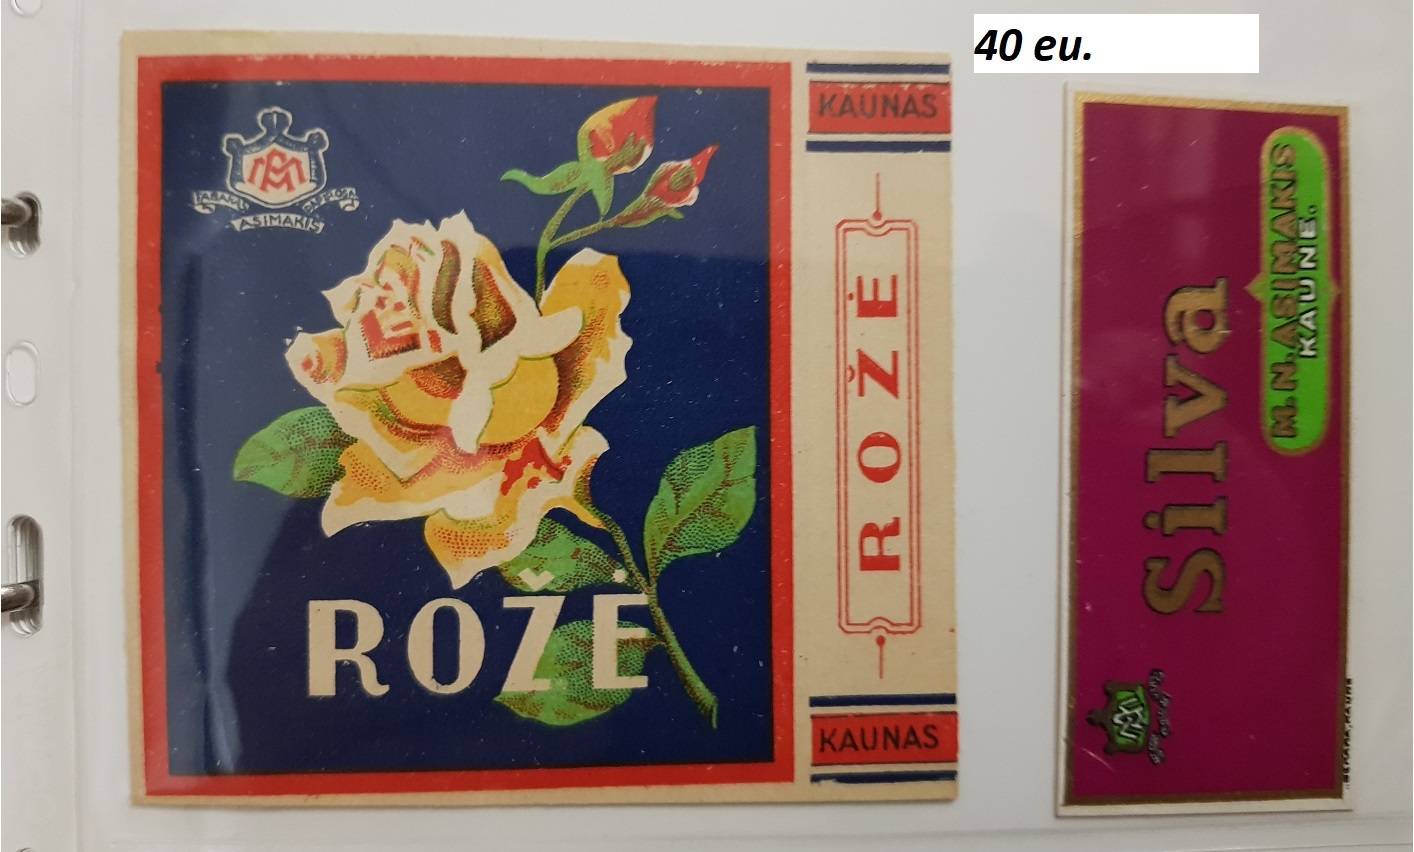 40 eu.
ASIMAKIS
ROŽĖ
KAUNAS
ROŽĖ
KAUNAS
M. N. ASIMAKIS
KAUNE.
Silva